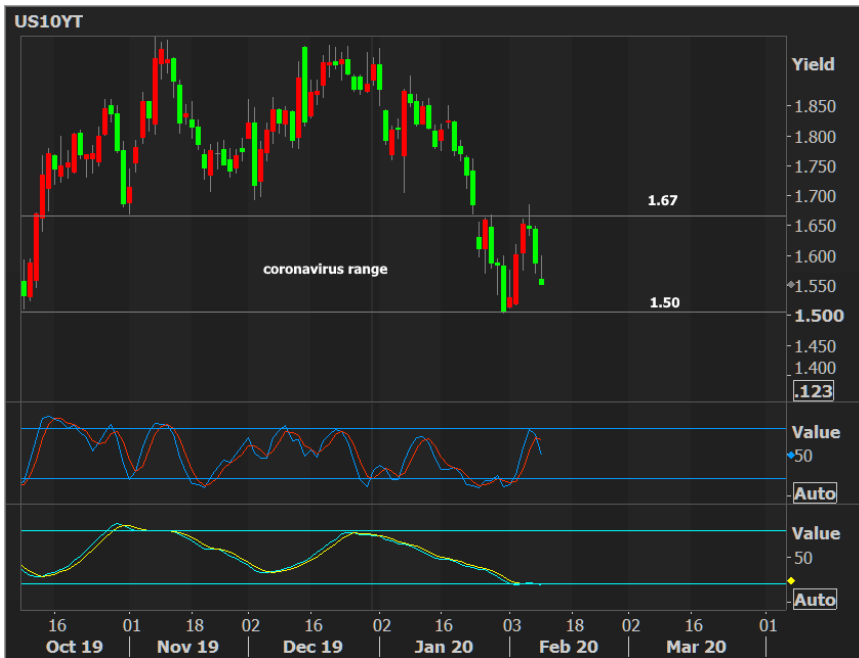 US10YT
Yield
1.850
1.800
1.750
1.700
1.67
1.650
1.600
coronavirus range
1.550
1.50
1.500
1.450
1.400
.123
Value
50
Auto
Value
50
Auto
16 01 18 02 16 02 16 03 18 02 16 01
Oct 19 Nov 19 Dec 19 Jan 20 Feb 20 Mar 20